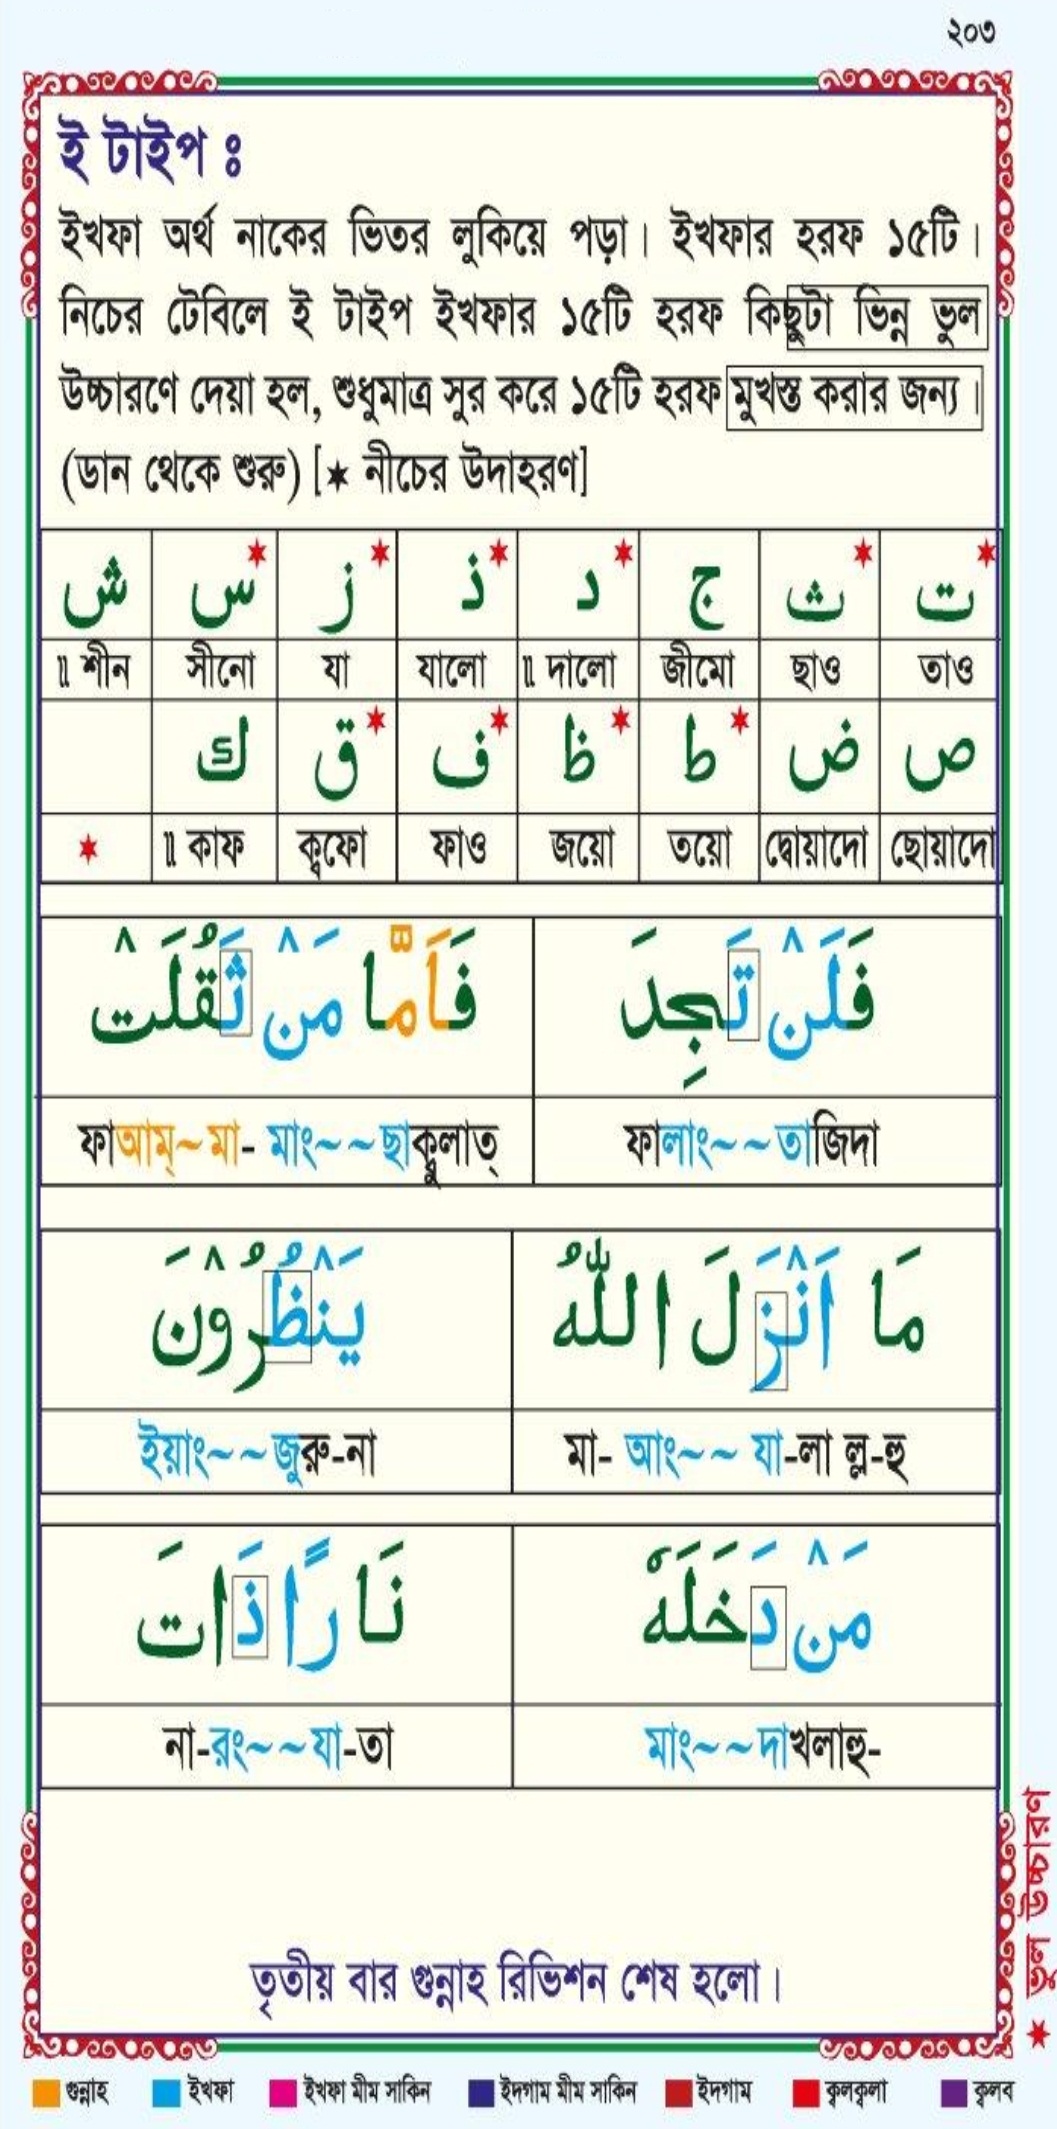 ২০৩
ই টাইপ ঃ
ইখফা অর্থ নাকের ভিতর লুকিয়ে পড়া। ইখফার হরফ ১৫টি।
নিচের টেবিলে ই টাইপ ইখফার ১৫টি হরফ কিছুটা ভিন্ন ভুল
উচ্চারণে দেয়া হল, শুধুমাত্র সুর করে ১৫টি হরফ মুখস্ত করার জন্য।
(ডান থেকে শুরু) [✶ নীচের উদাহরণ]
ت✶ ث✶ ج د✶ ذ✶ ز✶ س✶ ش
॥ শীন সীনো যা যালো ॥ দালো জীমো ছাও তাও
ص ض ط✶ ظ✶ ف✶ ق✶ ك
✶ ॥ কাফ ক্বফো ফাও জয়ো তয়ো দ্বোয়াদো ছোয়াদো
فَلَنْ تَجِدَ فَاَمَّا مَنْ ثَقُلَتْ
ফাআম্~মা- মাং~~ছাক্বুলাত্ ফালাং~~তাজিদা
مَا اَنْزَلَ اللّٰهُ يَنْظُرُوْنَ
ইয়াং~~জুরু-না মা- আং~~ যা-লা ল্ল-হু
مَنْ دَخَلَهٗ نَارًا ذَاتَ
না-রং~~যা-তা মাং~~দাখলাহু-
তৃতীয় বার গুন্নাহ রিভিশন শেষ হলো।
✶ ভুল উচ্চারণ
গুন্নাহ ইখফা ইখফা মীম সাকিন ইদগাম মীম সাকিন ইদগাম ক্বলক্বলা ক্বলব